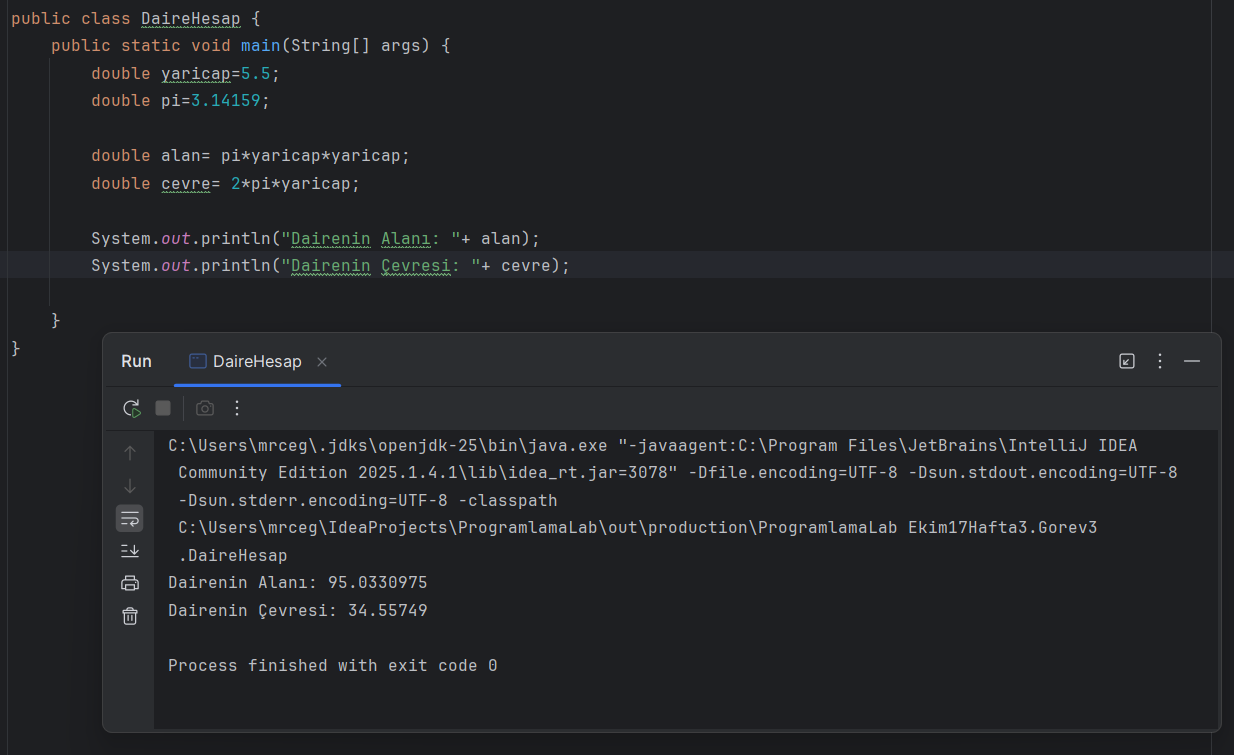 public class DaireHesap {
    public static void main(String[] args) {
        double yaricap=5.5;
        double pi=3.14159;
        double alan= pi*yaricap*yaricap;
        double cevre= 2*pi*yaricap;
        System.out.println("Dairenin Alanı: "+ alan);
        System.out.println("Dairenin Çevresi: "+ cevre);
    }
}
Run DaireHesap
C:\Users\mrceg\.jdks\openjdk-25\bin\java.exe "-javaagent:C:\Program Files\JetBrains\IntelliJ IDEA
Community Edition 2025.1.4.1\lib\idea_rt.jar=3078" -Dfile.encoding=UTF-8 -Dsun.stdout.encoding=UTF-8
-Dsun.stderr.encoding=UTF-8 -classpath
C:\Users\mrceg\IdeaProjects\ProgramlamaLab\out\production\ProgramlamaLab Ekim17Hafta3.Gorev3
.DaireHesap
Dairenin Alanı: 95.0330975
Dairenin Çevresi: 34.55749
Process finished with exit code 0